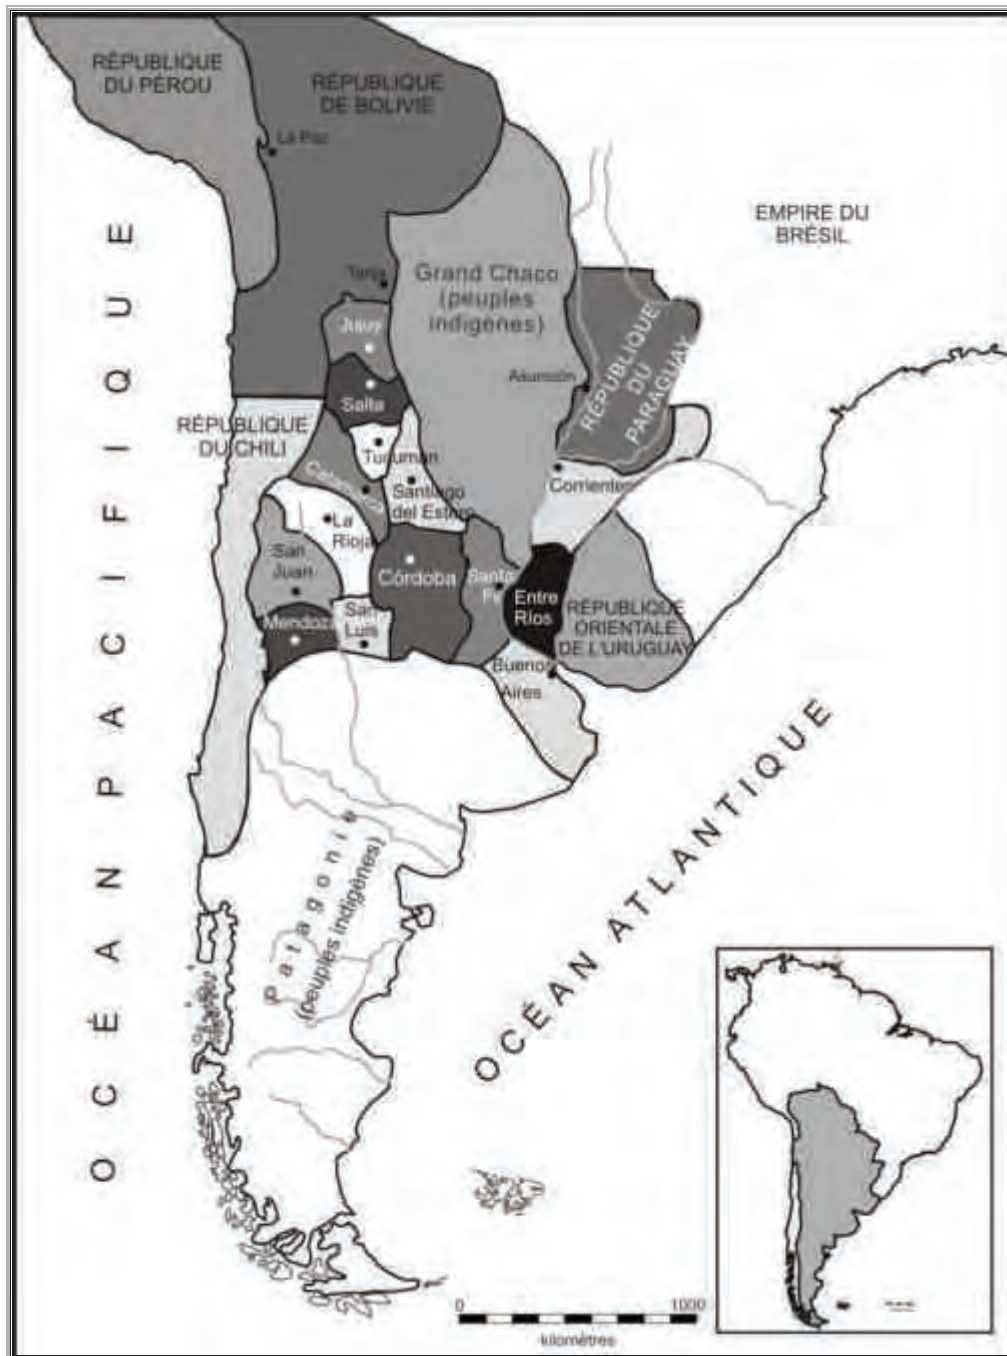 RÉPUBLIQUE
DU PÉROU
RÉPUBLIQUE
DE BOLIVIE
La Paz
EMPIRE DU
BRÉSIL
Grand Chaco
(peuples
indigènes)
Tarija
Jujuy
Salta
Asunsión
RÉPUBLIQUE
DU
PARAGUAY
RÉPUBLIQUE
DU CHILI
Tucumán
Santiago
del Estero
Corrientes
La
Rioja
San
Juan
Córdoba
Santa
Fe
Entre
Ríos
RÉPUBLIQUE
ORIENTALE
DE L'URUGUAY
Mendoza
San
Luis
Buenos
Aires
OCÉAN PACIFIQUE
OCÉAN ATLANTIQUE
Patagonie
(peuples indigènes)
0 1000
kilomètres